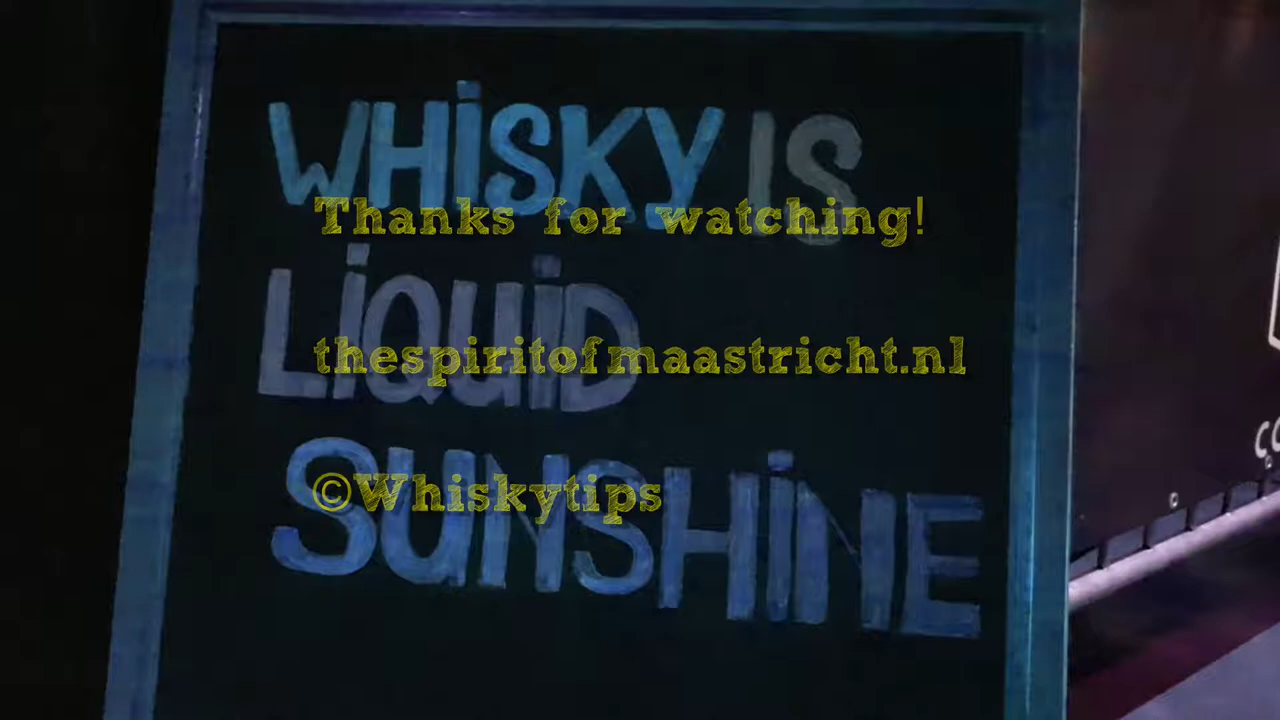 WHiSKY IS
Thanks for watching!
LiQUiD
thespiritofmaastricht.nl
SUNSHiNE
©Whiskytips